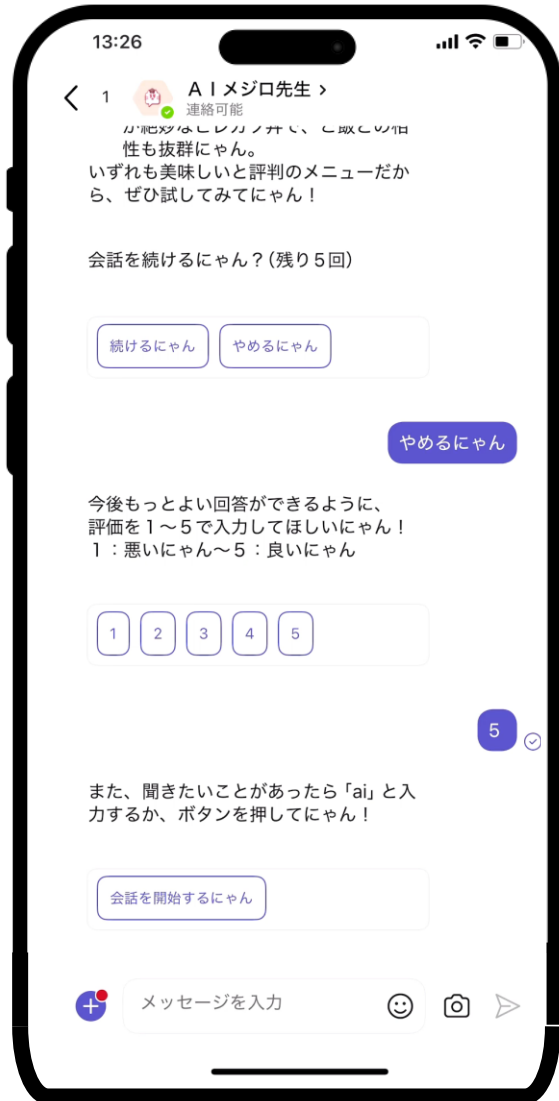 13:26
1
ＡＩメジロ先生 ›
連絡可能
性も抜群にゃん。
いずれも美味しいと評判のメニューだか
ら、ぜひ試してみてにゃん！
会話を続けるにゃん？(残り５回)
続けるにゃん
やめるにゃん
やめるにゃん
今後もっとよい回答ができるように、
評価を１～５で入力してほしいにゃん！
１：悪いにゃん～５：良いにゃん
1
2
3
4
5
5
また、聞きたいことがあったら「ai」と入
力するか、ボタンを押してにゃん！
会話を開始するにゃん
メッセージを入力